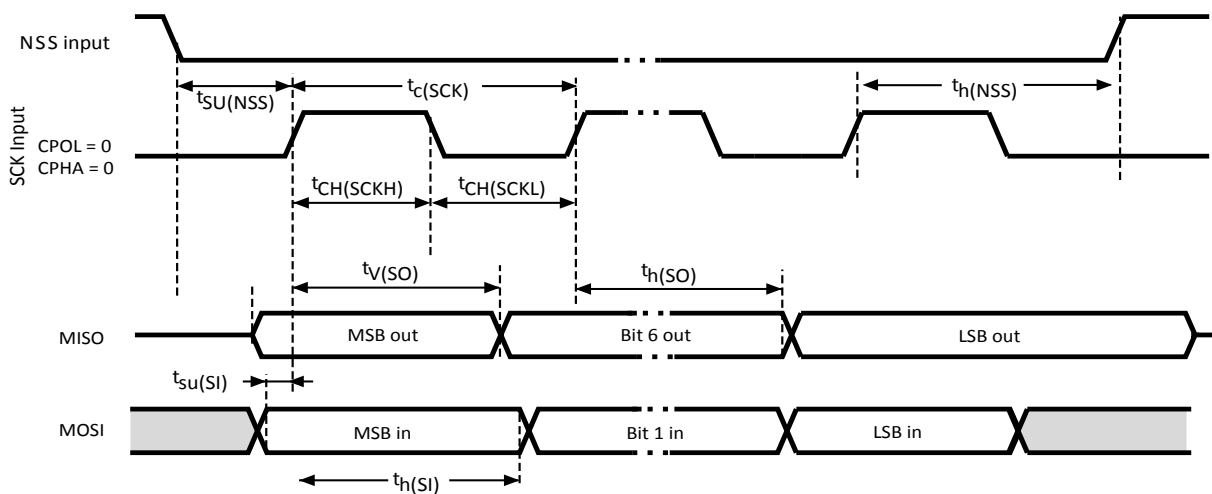 NSS input
tSU(NSS)
tc(SCK)
th(NSS)
SCK Input
CPOL = 0
CPHA = 0
tCH(SCKH)
tCH(SCKL)
tV(SO)
th(SO)
MISO
MSB out
Bit 6 out
LSB out
tsu(SI)
MOSI
MSB in
Bit 1 in
LSB in
th(SI)